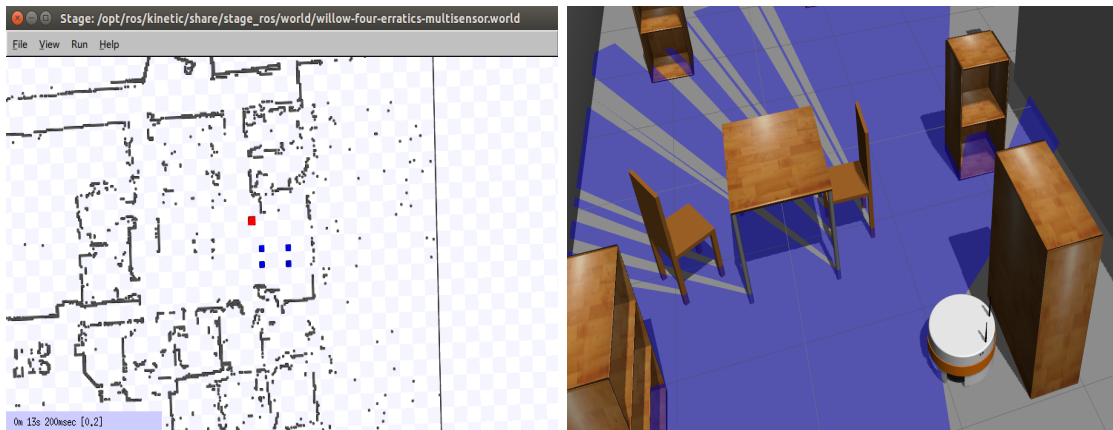 Stage: /opt/ros/kinetic/share/stage_ros/world/willow-four-erratics-multisensor.world
File View Run Help
0m 13s 200msec [0.2]